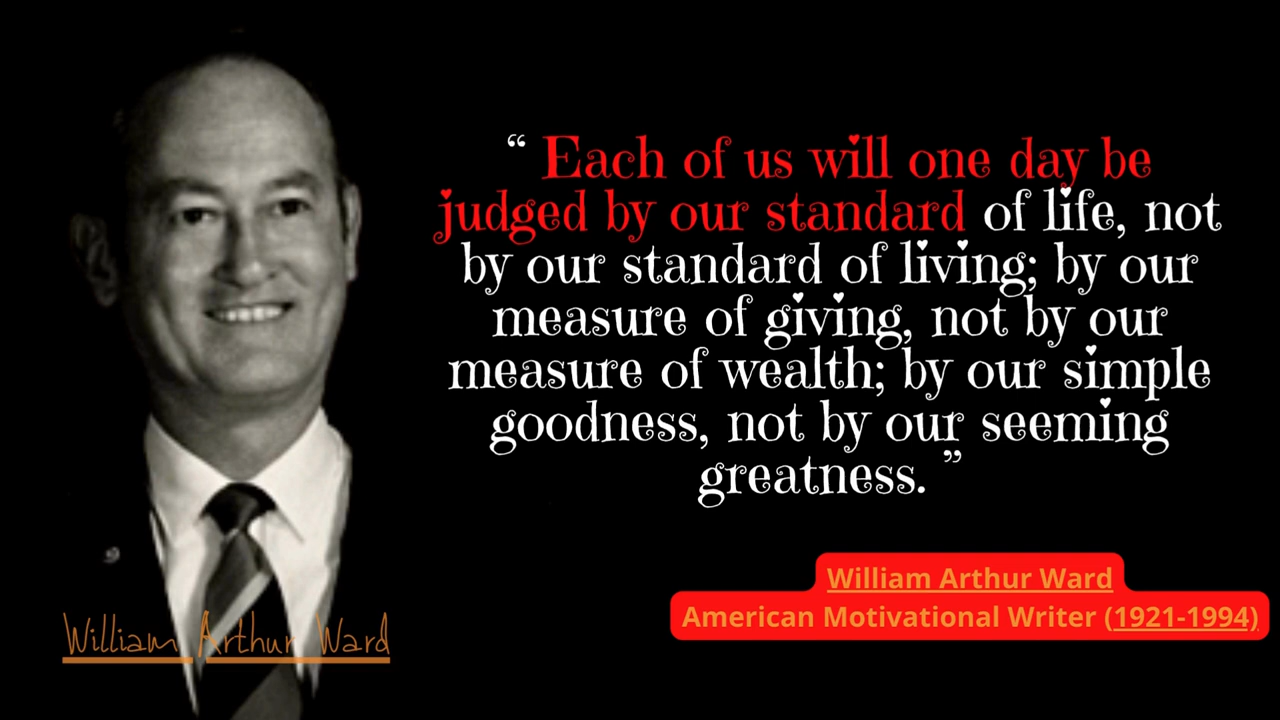 “ Each of us will one day be
judged by our standard of life, not
by our standard of living; by our
measure of giving, not by our
measure of wealth; by our simple
goodness, not by our seeming
greatness. ”
William Arthur Ward
American Motivational Writer (1921-1994)
William Arthur Ward